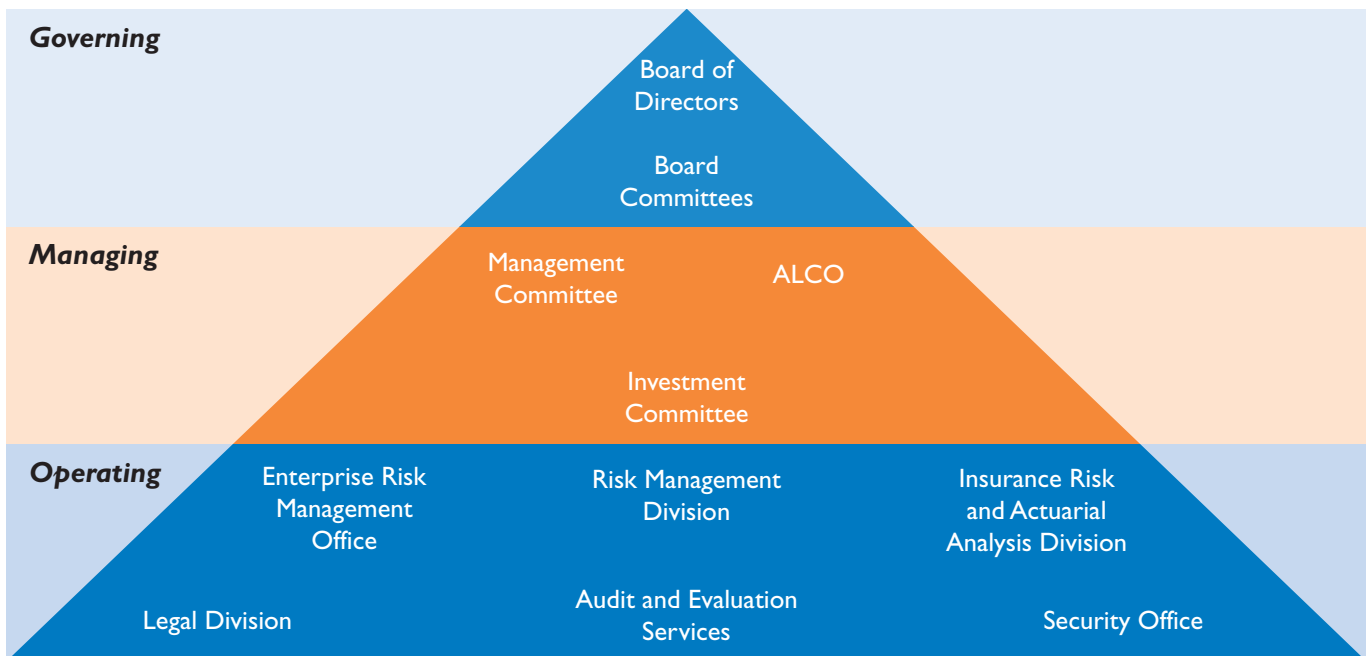 Governing
Board of
Directors
Board
Committees
Managing
Management
Committee
ALCO
Investment
Committee
Operating
Enterprise Risk
Management
Office
Risk Management
Division
Insurance Risk
and Actuarial
Analysis Division
Legal Division
Audit and Evaluation
Services
Security Office